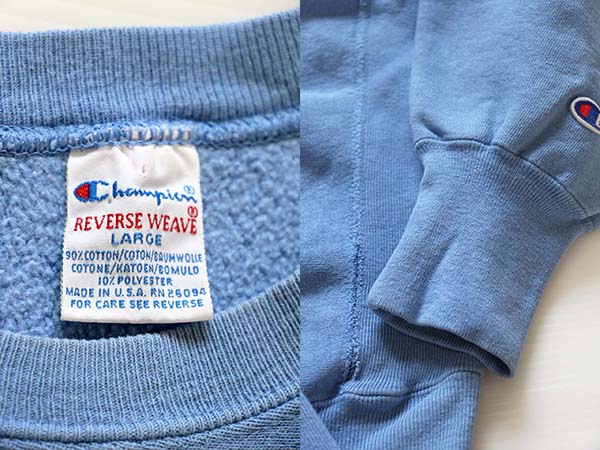 Champion®
REVERSE WEAVE®
LARGE
90% COTTON/COTON/BAUMWOLLE
COTONE/KATOEN/BOMULD
10% POLYESTER
MADE IN U.S.A. RN 26094
FOR CARE SEE REVERSE